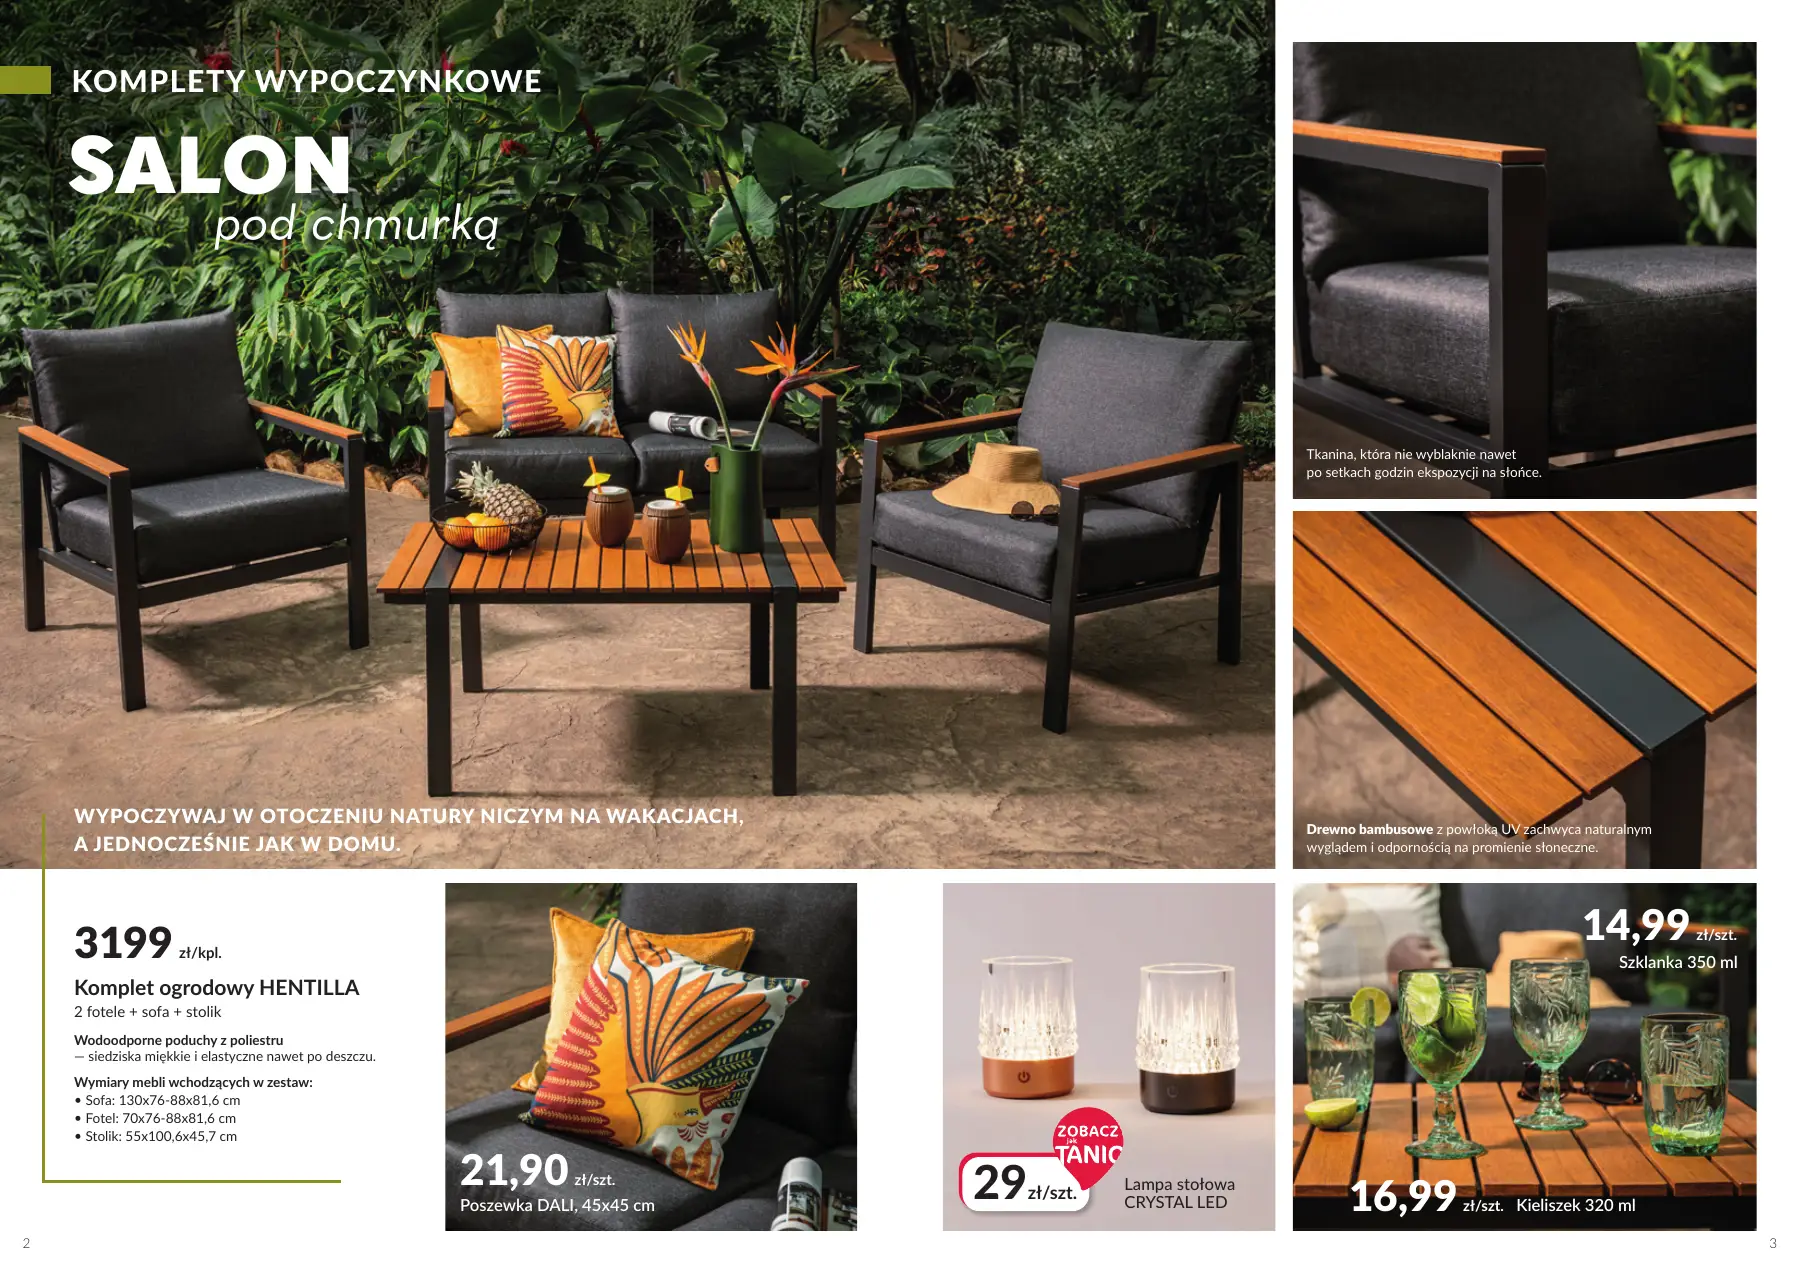 KOMPLETY WYPOCZYNKOWE
SALON
pod chmurką
WYPOCZYWAJ W OTOCZENIU NATURY NICZYM NA WAKACJACH,
A JEDNOCZEŚNIE JAK W DOMU.
3199 zł/kpl.
Komplet ogrodowy HENTILLA
2 fotele + sofa + stolik
Wodoodporne poduchy z poliestru
— siedziska miękkie i elastyczne nawet po deszczu.
Wymiary mebli wchodzących w zestaw:
• Sofa: 130x76-88x81,6 cm
• Fotel: 70x76-88x81,6 cm
• Stolik: 55x100,6x45,7 cm
21,90 zł/szt.
Poszewka DALI, 45x45 cm
2
Tkanina, która nie wyblaknie nawet
po setkach godzin ekspozycji na słońce.
Drewno bambusowe z powłoką UV zachwyca naturalnym
wyglądem i odpornością na promienie słoneczne.
ZOBACZ
jak
TANIO
29 zł/szt.
Lampa stołowa
CRYSTAL LED
14,99 zł/szt.
Szklanka 350 ml
16,99 zł/szt. Kieliszek 320 ml
3